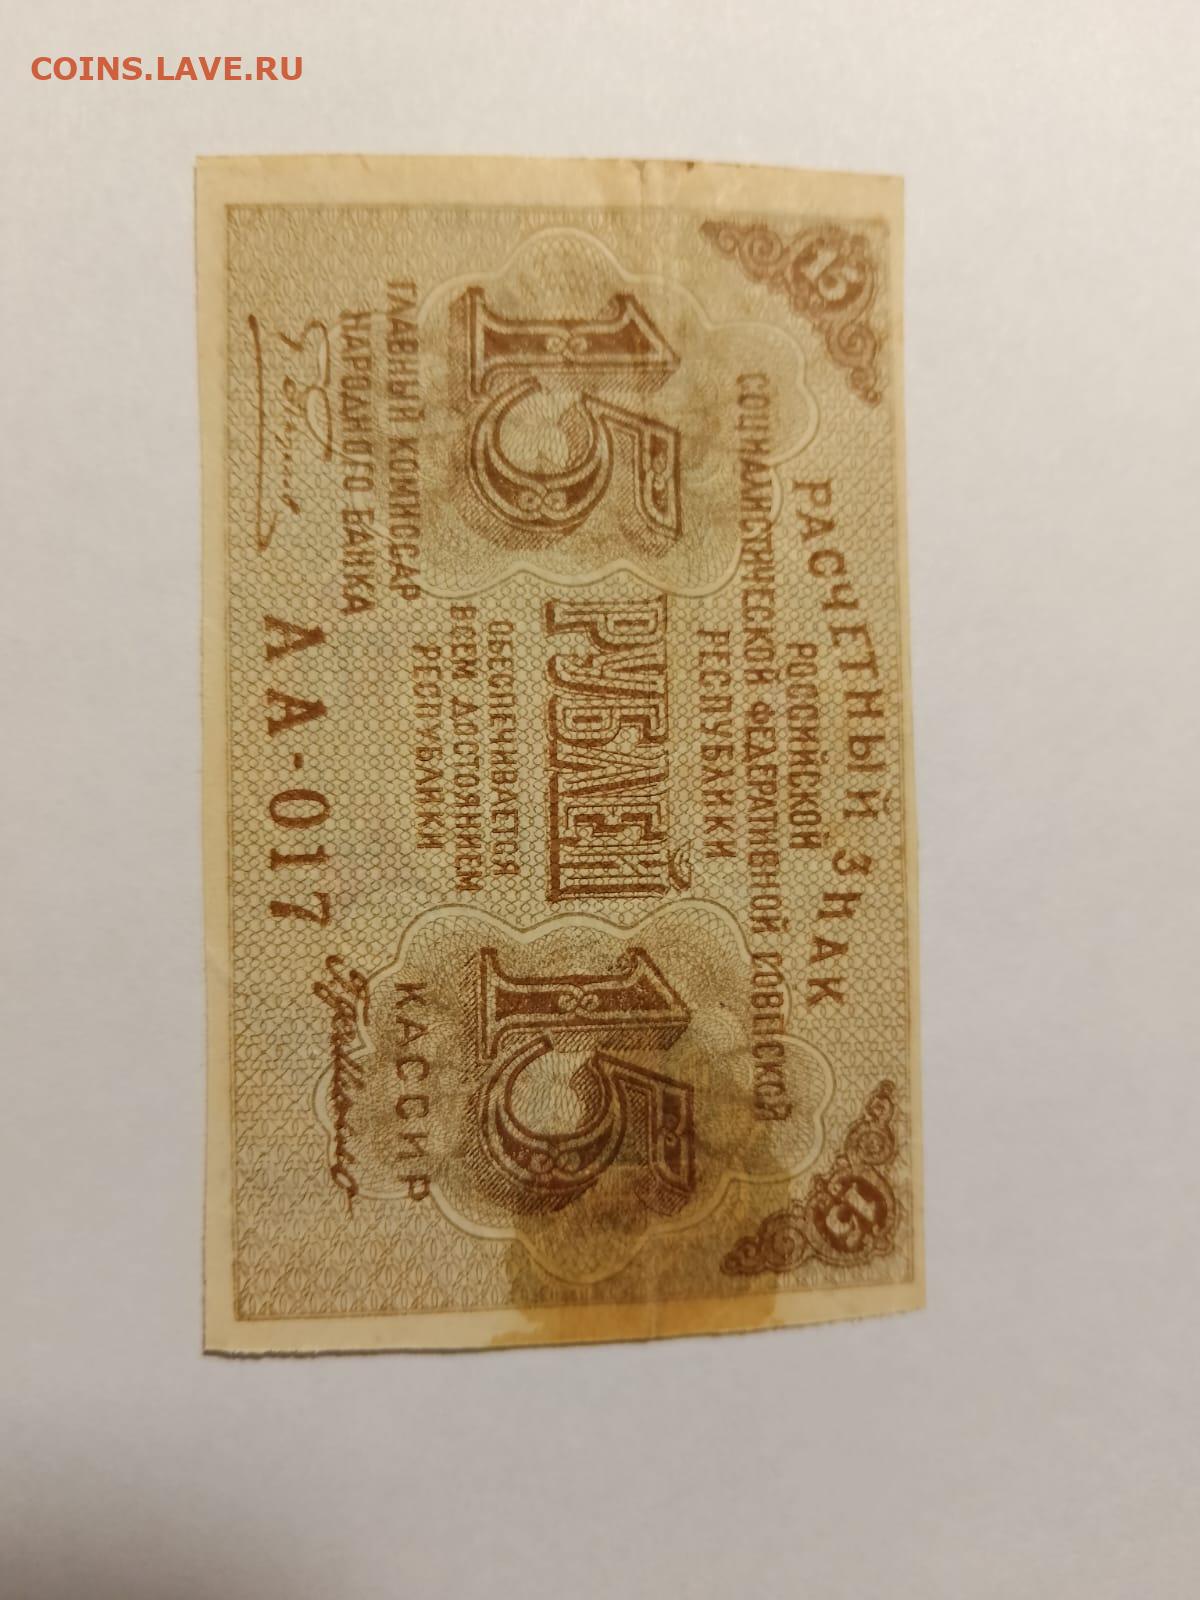 COINS.LAVE.RU
15
15
РАСЧЕТНЫЙ ЗНАК
РОССИЙСКОЙ
СОЦИАЛИСТИЧЕСКОЙ ФЕДЕРАТИВНОЙ СОВЕТСКОЙ
РЕСПУБЛИКИ
15 РУБЛЕЙ 15
ОБЕСПЕЧИВАЕТСЯ
ВСЕМ ДОСТОЯНИЕМ
РЕСПУБЛИКИ
ГЛАВНЫЙ КОМИССАР
НАРОДНОГО БАНКА
КАССИР
АА-017